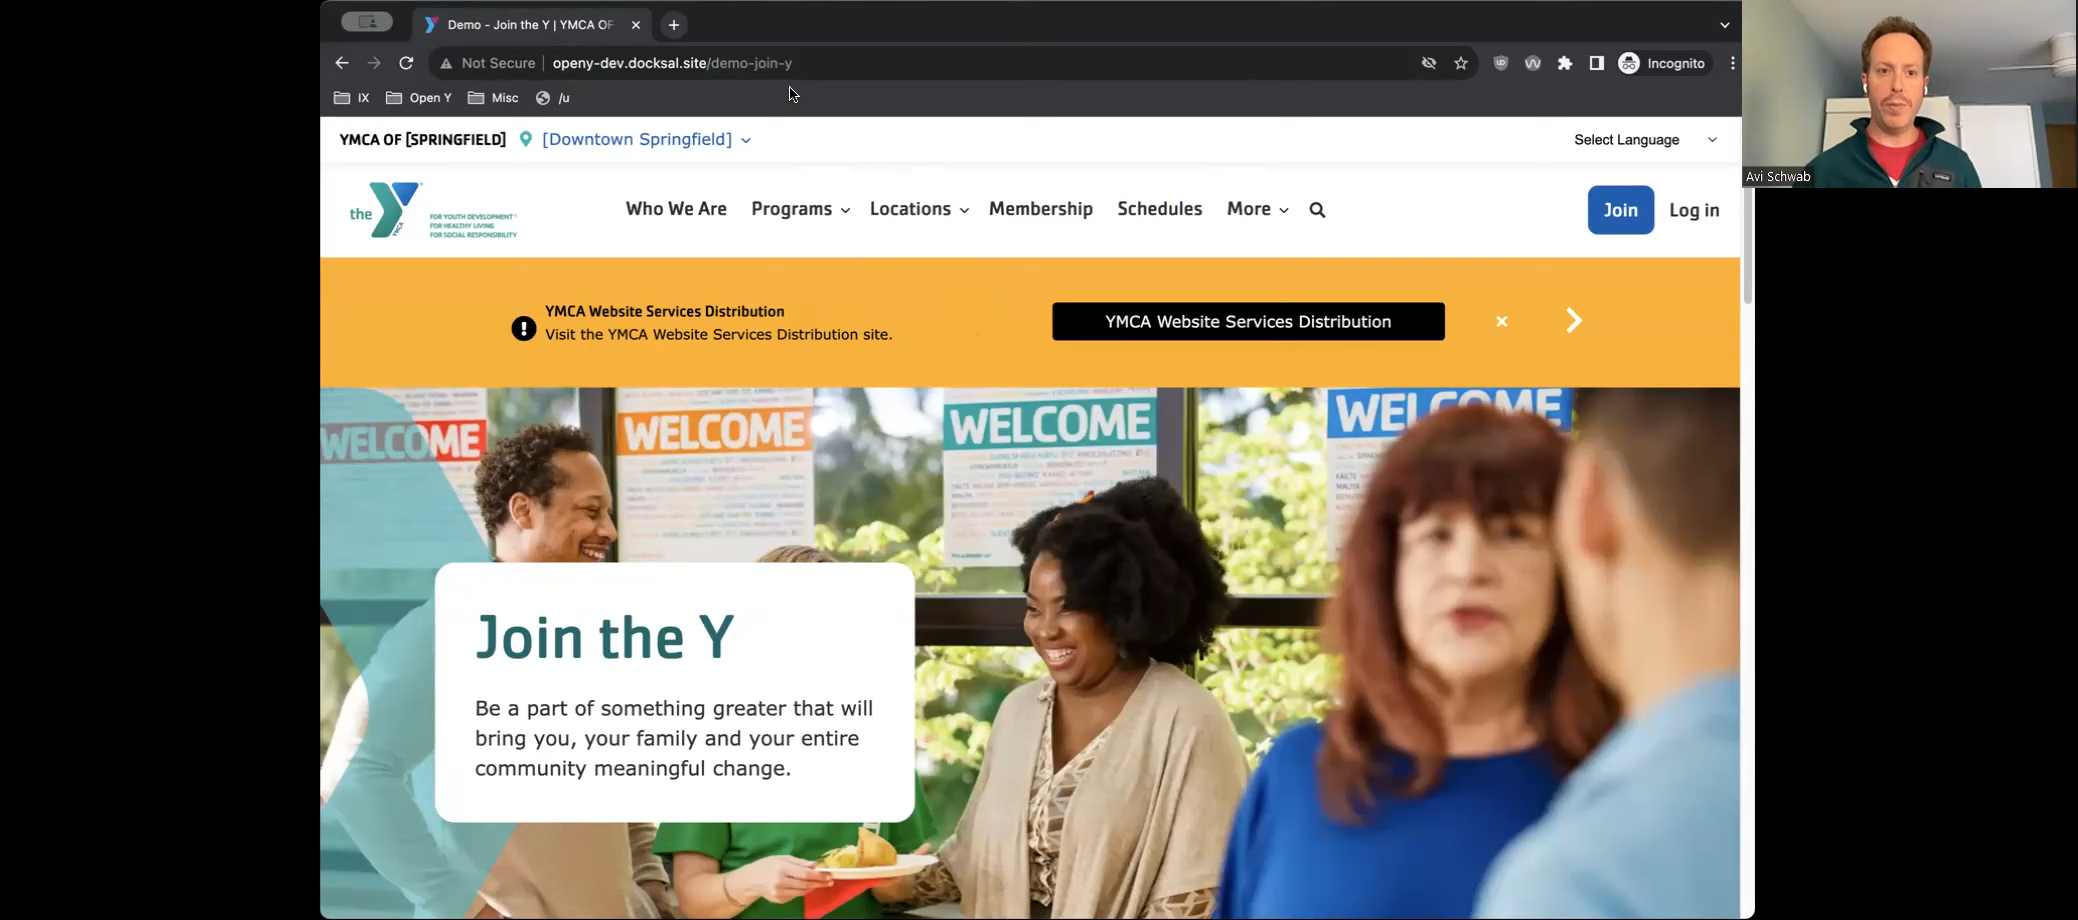 Demo - Join the Y | YMCA OF
Not Secure
openy-dev.docksal.site/demo-join-y
Incognito
IX
Open Y
Misc
/u
Avi Schwab
YMCA OF [SPRINGFIELD]
[Downtown Springfield]
Select Language
the
YMCA
FOR YOUTH DEVELOPMENT®
FOR HEALTHY LIVING
FOR SOCIAL RESPONSIBILITY
Who We Are
Programs
Locations
Membership
Schedules
More
Join
Log in
YMCA Website Services Distribution
Visit the YMCA Website Services Distribution site.
YMCA Website Services Distribution
WELCOME
WELCOME
WELCOME
WELCOME
Join the Y
Be a part of something greater that will
bring you, your family and your entire
community meaningful change.